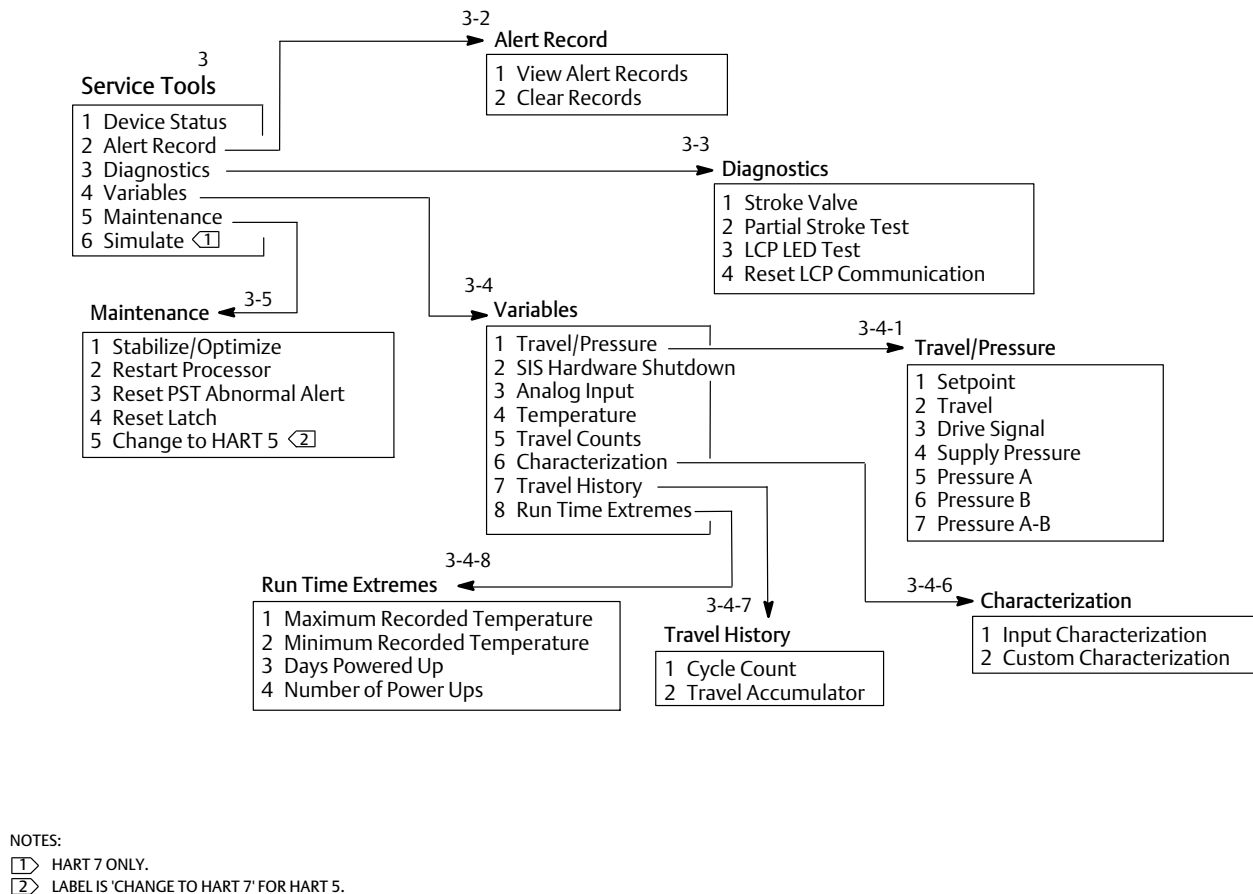 3
Service Tools
1 Device Status
2 Alert Record
3 Diagnostics
4 Variables
5 Maintenance
6 Simulate 1
3-2
Alert Record
1 View Alert Records
2 Clear Records
3-3
Diagnostics
1 Stroke Valve
2 Partial Stroke Test
3 LCP LED Test
4 Reset LCP Communication
3-5
Maintenance
1 Stabilize/Optimize
2 Restart Processor
3 Reset PST Abnormal Alert
4 Reset Latch
5 Change to HART 5 2
3-4
Variables
1 Travel/Pressure
2 SIS Hardware Shutdown
3 Analog Input
4 Temperature
5 Travel Counts
6 Characterization
7 Travel History
8 Run Time Extremes
3-4-1
Travel/Pressure
1 Setpoint
2 Travel
3 Drive Signal
4 Supply Pressure
5 Pressure A
6 Pressure B
7 Pressure A-B
3-4-8
Run Time Extremes
1 Maximum Recorded Temperature
2 Minimum Recorded Temperature
3 Days Powered Up
4 Number of Power Ups
3-4-7
Travel History
1 Cycle Count
2 Travel Accumulator
3-4-6
Characterization
1 Input Characterization
2 Custom Characterization
NOTES:
1 HART 7 ONLY.
2 LABEL IS 'CHANGE TO HART 7' FOR HART 5.